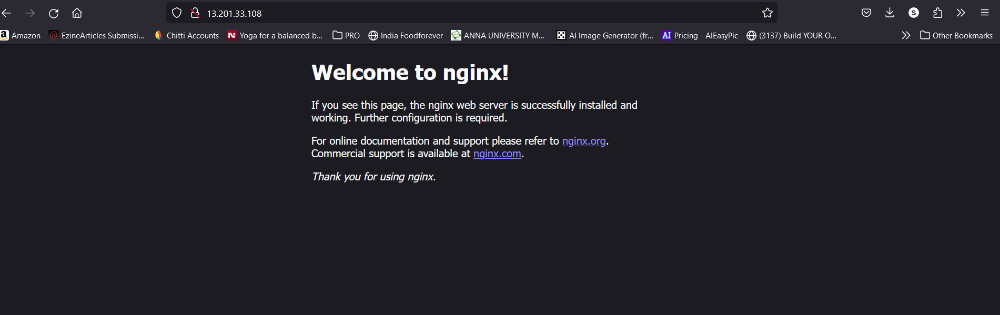 13.201.33.108
S
a Amazon @ EzineArticles Submissi... Chitti Accounts N Yoga for a balanced b... PRO India Foodforever ANNA UNIVERSITY M... AI Image Generator (fr... AI Pricing - AIEasyPic (3137) Build YOUR O... Other Bookmarks
Welcome to nginx!
If you see this page, the nginx web server is successfully installed and
working. Further configuration is required.
For online documentation and support please refer to nginx.org.
Commercial support is available at nginx.com.
Thank you for using nginx.